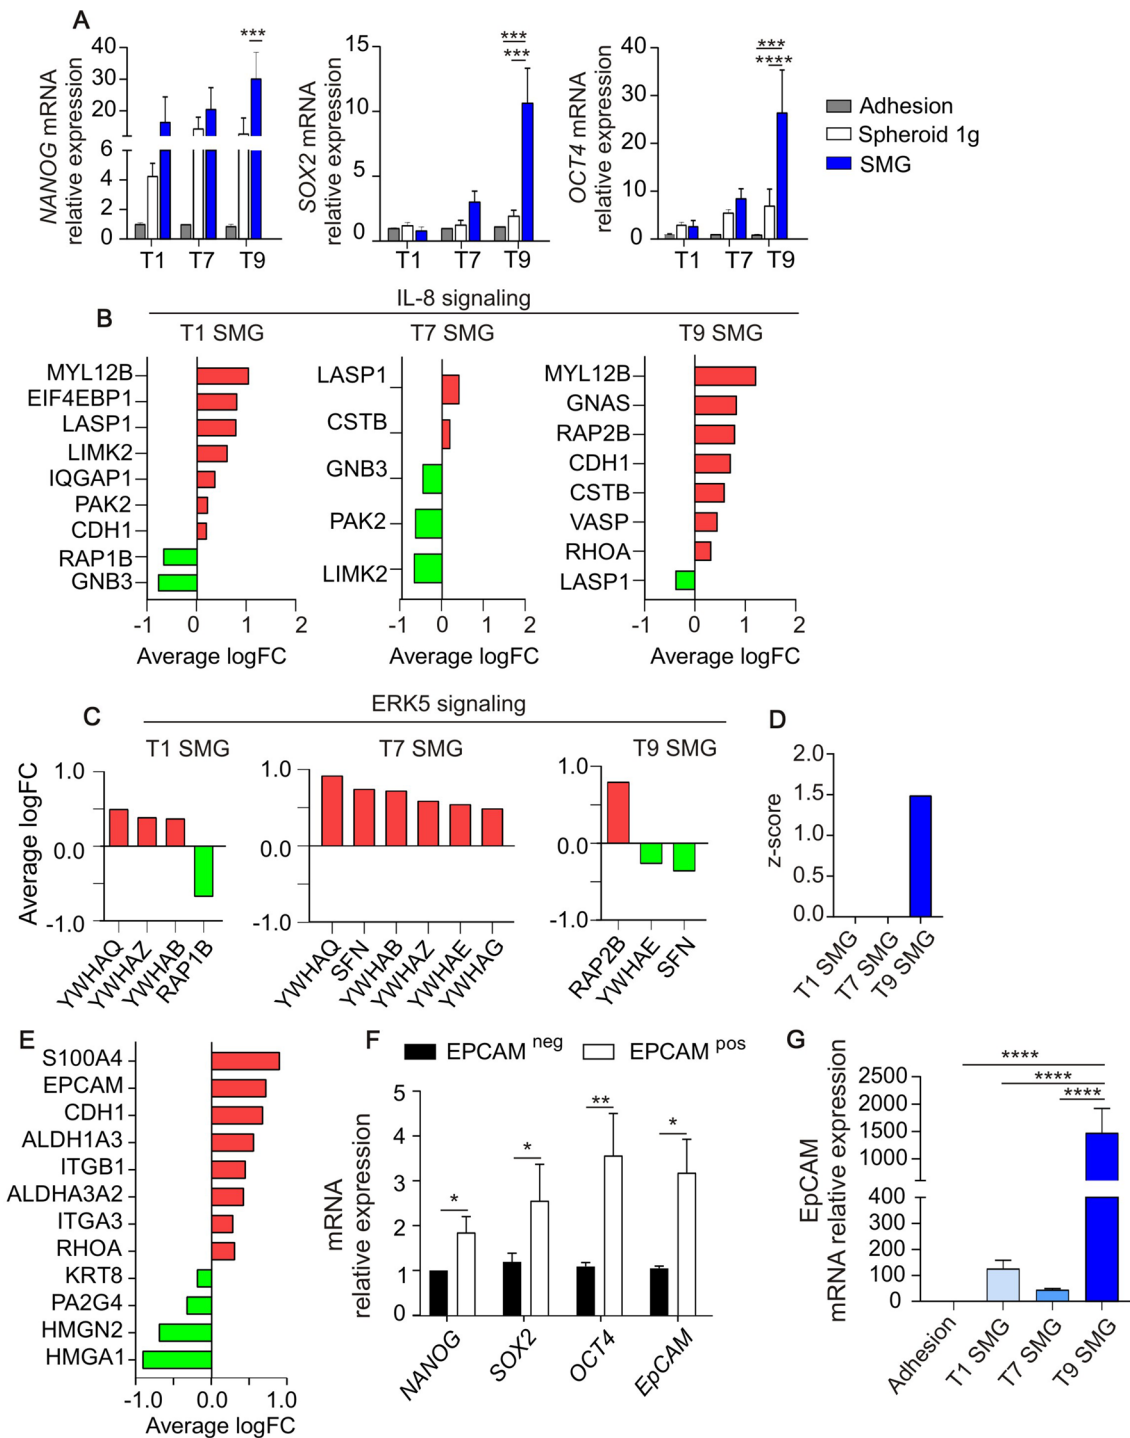 A
NANOG mRNA
relative expression
40
30
20
6
4
2
0
***
T1 T7 T9
SOX2 mRNA
relative expression
15
10
5
0
***
***
T1 T7 T9
OCT4 mRNA
relative expression
40
30
20
10
0
***
****
T1 T7 T9
Adhesion
Spheroid 1g
SMG
IL-8 signaling
B
T1 SMG
MYL12B
EIF4EBP1
LASP1
LIMK2
IQGAP1
PAK2
CDH1
RAP1B
GNB3
-1 0 1 2
Average logFC
T7 SMG
LASP1
CSTB
GNB3
PAK2
LIMK2
-1 0 1 2
Average logFC
T9 SMG
MYL12B
GNAS
RAP2B
CDH1
CSTB
VASP
RHOA
LASP1
-1 0 1 2
Average logFC
C
ERK5 signaling
T1 SMG
Average logFC
1.0
0.0
-1.0
YWHAQ
YWHAZ
YWHAB
RAP1B
T7 SMG
1.0
0.0
-1.0
YWHAQ
SFN
YWHAB
YWHAZ
YWHAE
YWHAG
T9 SMG
1.0
0.0
-1.0
RAP2B
YWHAE
SFN
D
z-score
2.0
1.5
1.0
0.5
0.0
T1 SMG
T7 SMG
T9 SMG
E
S100A4
EPCAM
CDH1
ALDH1A3
ITGB1
ALDHA3A2
ITGA3
RHOA
KRT8
PA2G4
HMGN2
HMGA1
-1.0 0.0 1.0
Average logFC
F
EPCAM neg
EPCAM pos
mRNA
relative expression
5
4
3
2
1
0
*
*
**
*
NANOG
SOX2
OCT4
EpCAM
G
EpCAM
mRNA relative expression
2500
2000
1500
1000
400
300
200
100
0
****
****
****
Adhesion
T1 SMG
T7 SMG
T9 SMG